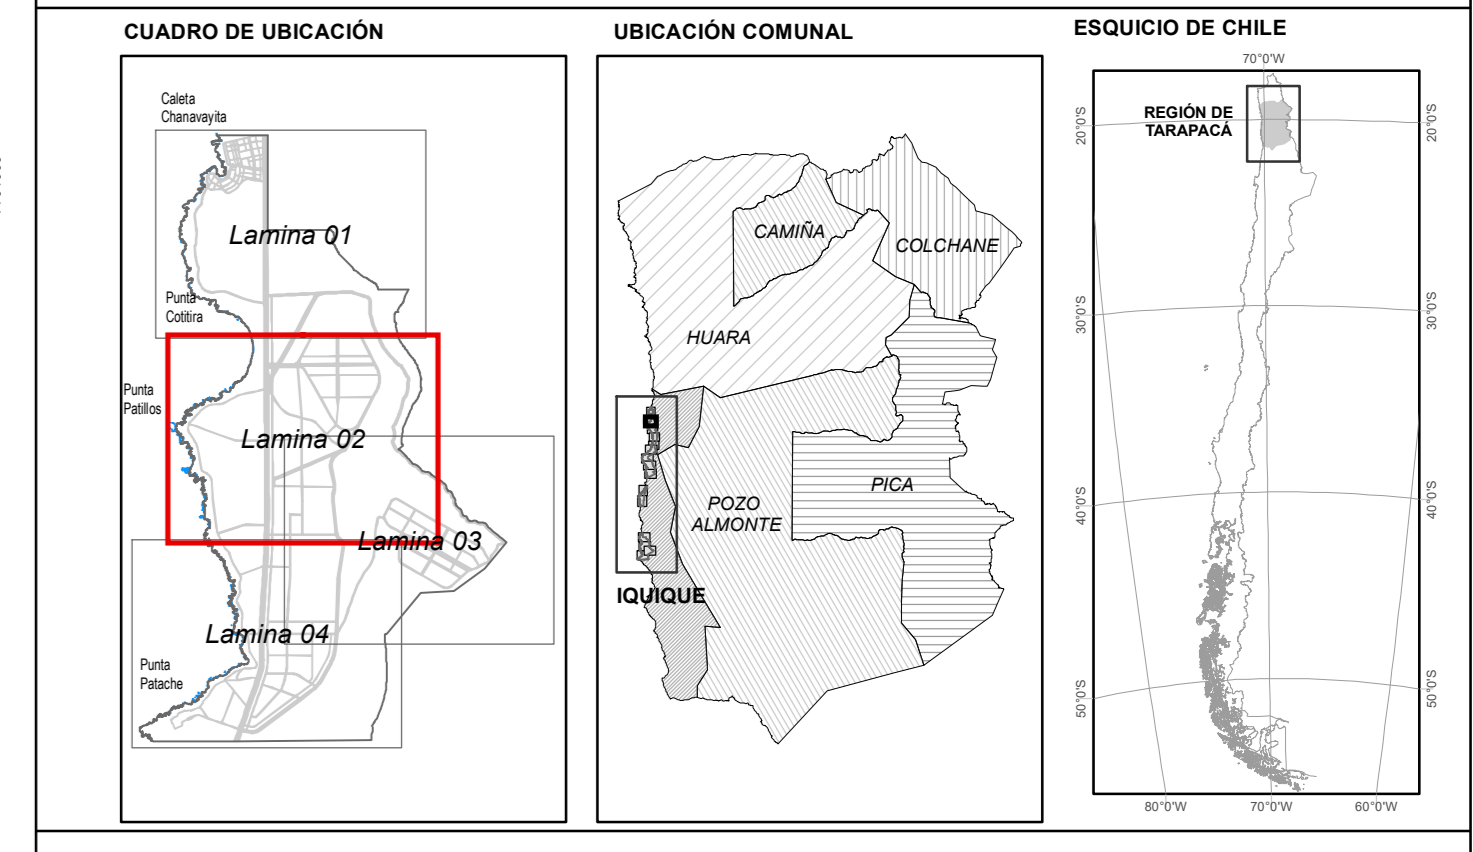 CUADRO DE UBICACIÓN
Caleta
Chanavayita
Lamina 01
Punta
Cotitira
Punta
Patillos
Lamina 02
Lamina 03
Lamina 04
Punta
Patache
UBICACIÓN COMUNAL
CAMIÑA
COLCHANE
HUARA
PICA
POZO
ALMONTE
IQUIQUE
ESQUICIO DE CHILE
70°0'W
REGIÓN DE
TARAPACÁ
20°0'S
20°0'S
30°0'S
30°0'S
40°0'S
40°0'S
50°0'S
50°0'S
80°0'W
70°0'W
60°0'W